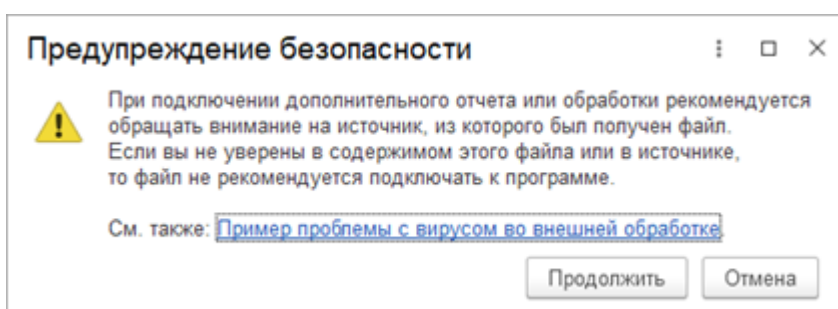 Предупреждение безопасности
При подключении дополнительного отчета или обработки рекомендуется
обращать внимание на источник, из которого был получен файл.
Если вы не уверены в содержимом этого файла или в источнике,
то файл не рекомендуется подключать к программе.
См. также: Пример проблемы с вирусом во внешней обработке.
Продолжить Отмена